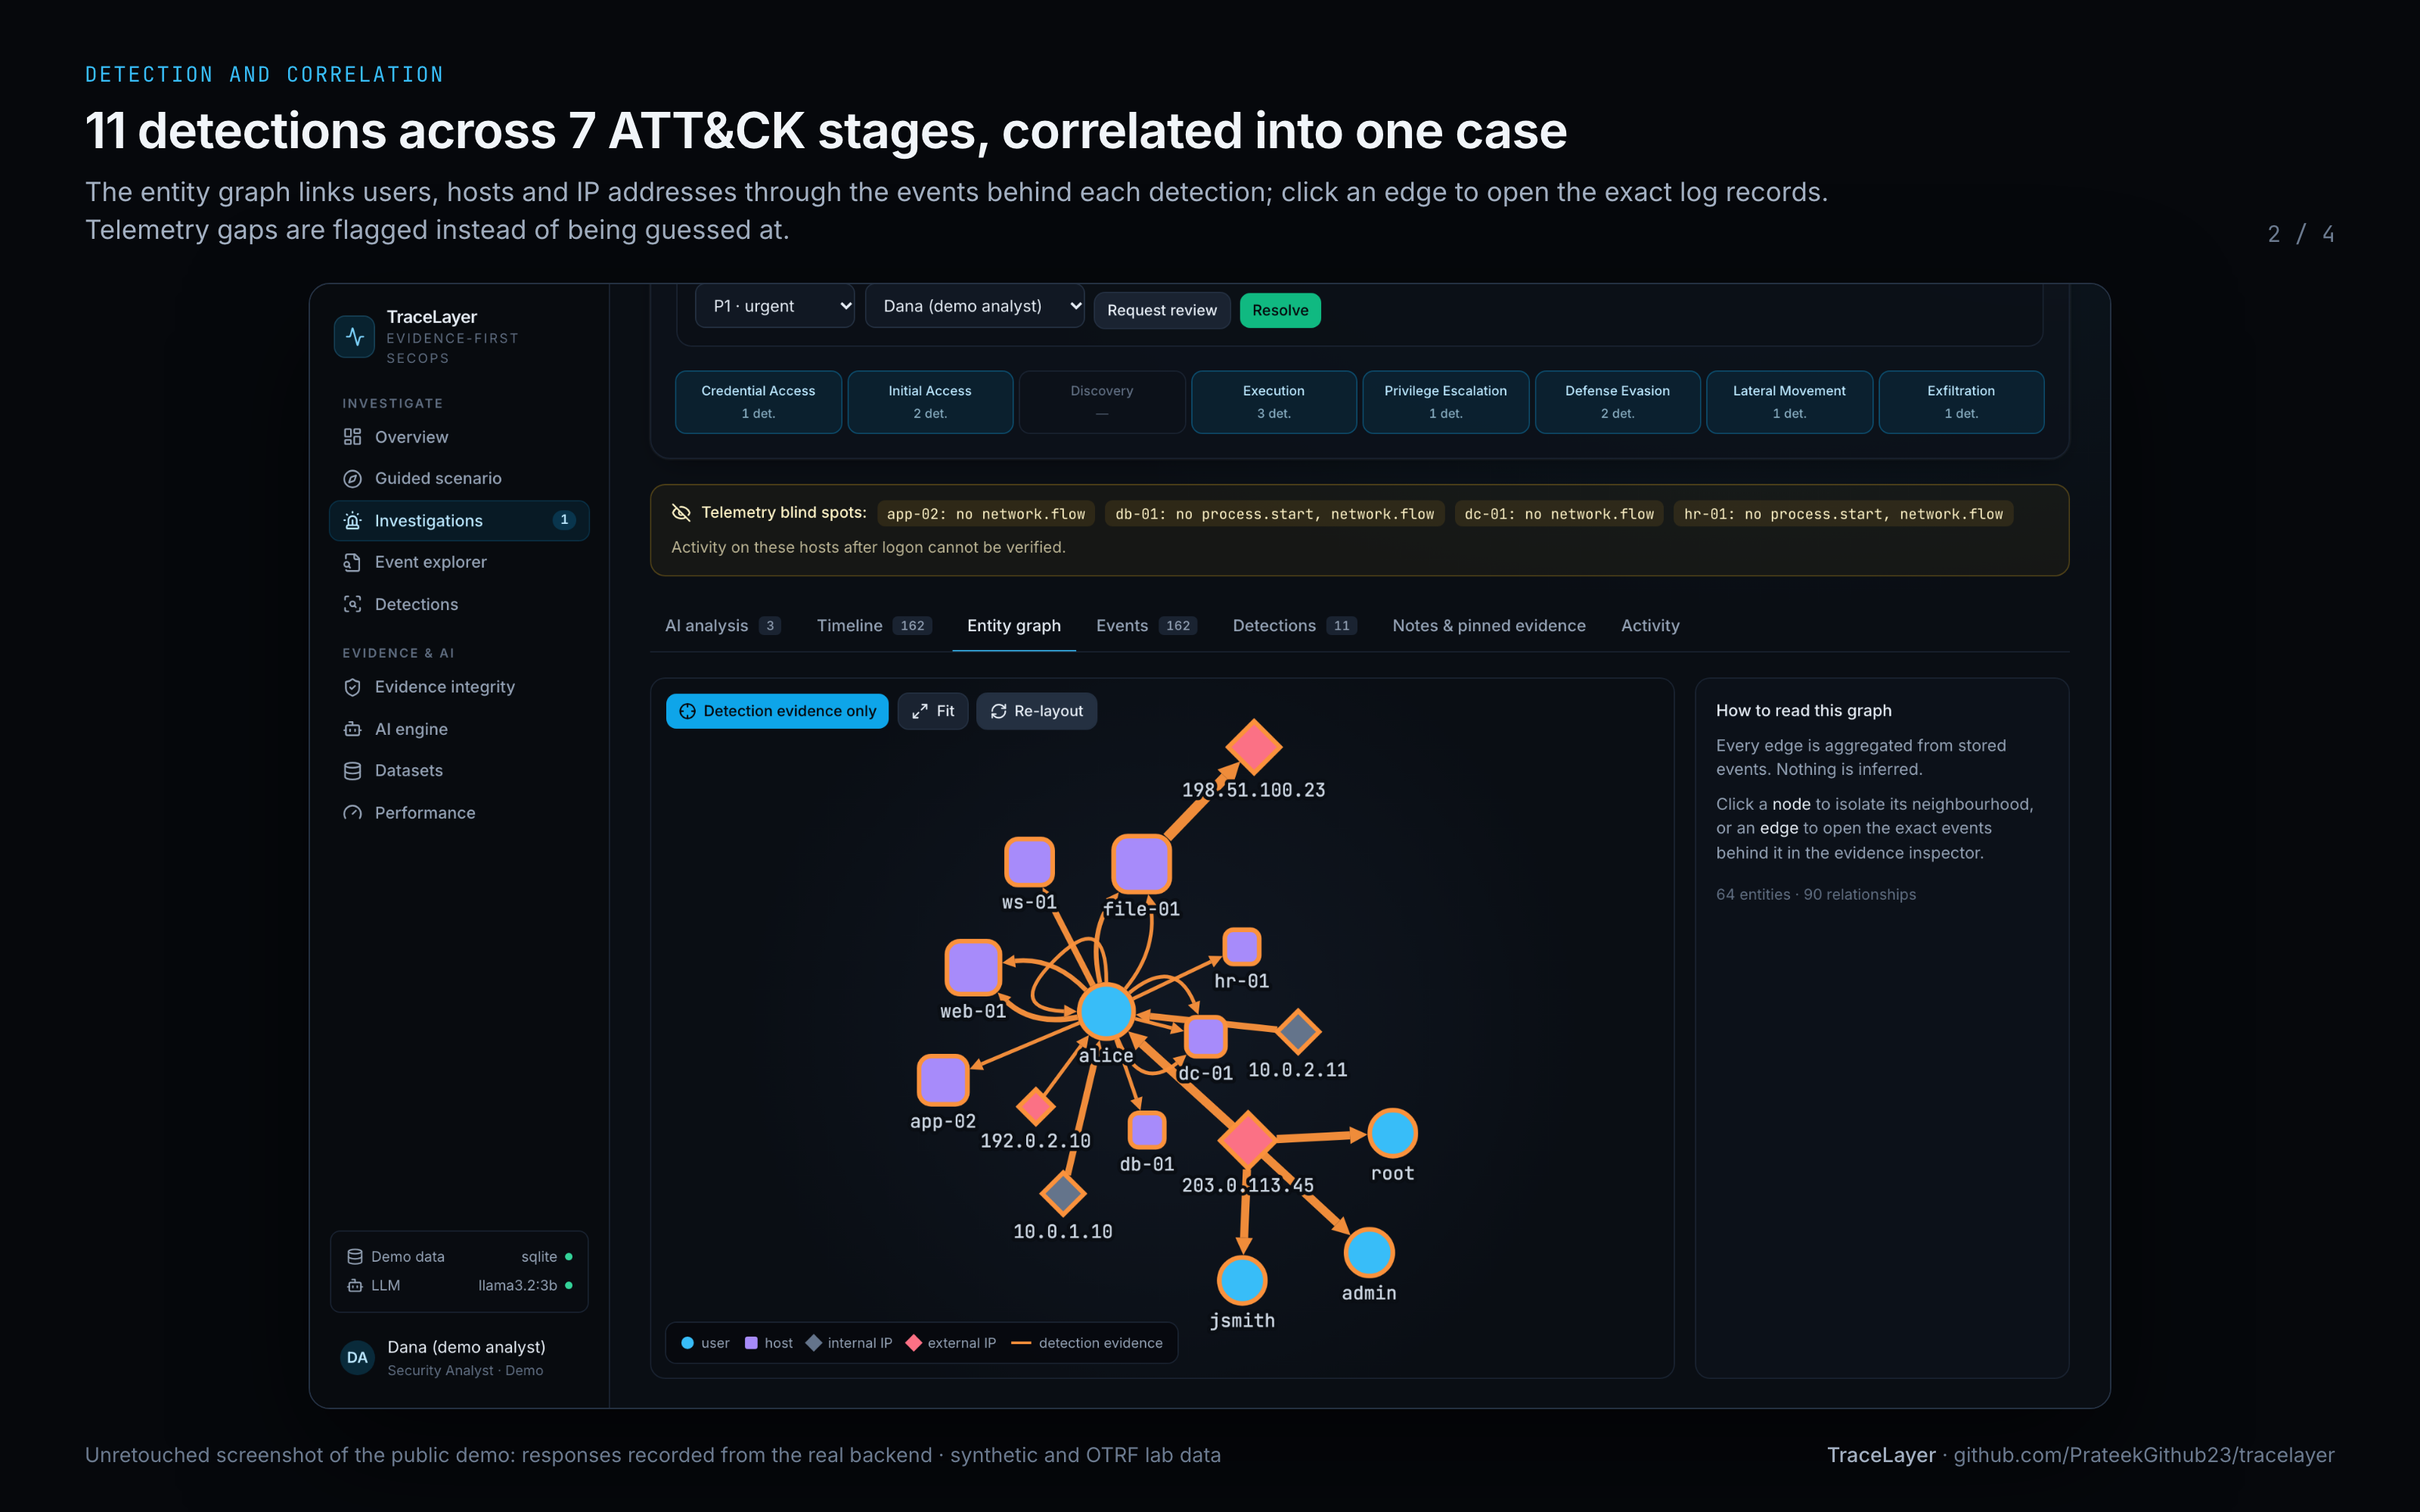 DETECTION AND CORRELATION
11 detections across 7 ATT&CK stages, correlated into one case
The entity graph links users, hosts and IP addresses through the events behind each detection; click an edge to open the exact log records.
Telemetry gaps are flagged instead of being guessed at.
2 / 4
TraceLayer
EVIDENCE-FIRST
SECOPS
INVESTIGATE
Overview
Guided scenario
Investigations 1
Event explorer
Detections
EVIDENCE & AI
Evidence integrity
AI engine
Datasets
Performance
Demo data sqlite
LLM llama3.2:3b
DA
Dana (demo analyst)
Security Analyst · Demo
P1 · urgent
Dana (demo analyst)
Request review
Resolve
Credential Access
1 det.
Initial Access
2 det.
Discovery
—
Execution
3 det.
Privilege Escalation
1 det.
Defense Evasion
2 det.
Lateral Movement
1 det.
Exfiltration
1 det.
Telemetry blind spots: app-02: no network.flow db-01: no process.start, network.flow dc-01: no network.flow hr-01: no process.start, network.flow
Activity on these hosts after logon cannot be verified.
AI analysis 3 Timeline 162 Entity graph Events 162 Detections 11 Notes & pinned evidence Activity
Detection evidence only
Fit
Re-layout
198.51.100.23
ws-01
file-01
hr-01
web-01
alice
dc-01
10.0.2.11
app-02
192.0.2.10
db-01
203.0.113.45
root
10.0.1.10
admin
jsmith
user host internal IP external IP detection evidence
How to read this graph
Every edge is aggregated from stored
events. Nothing is inferred.
Click a node to isolate its neighbourhood,
or an edge to open the exact events
behind it in the evidence inspector.
64 entities · 90 relationships
Unretouched screenshot of the public demo: responses recorded from the real backend · synthetic and OTRF lab data
TraceLayer · github.com/PrateekGithub23/tracelayer